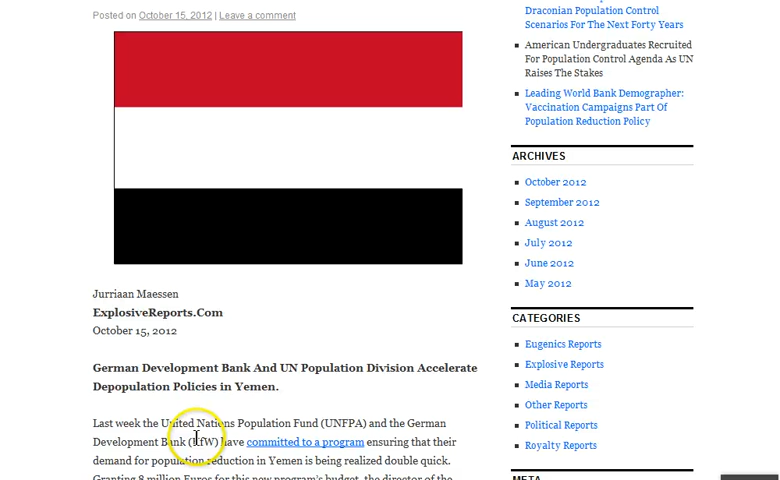 Posted on October 15, 2012 | Leave a comment
Jurriaan Maessen
ExplosiveReports.Com
October 15, 2012
German Development Bank And UN Population Division Accelerate
Depopulation Policies in Yemen.
Last week the United Nations Population Fund (UNFPA) and the German
Development Bank (KfW) have committed to a program ensuring that their
demand for population reduction in Yemen is being realized double quick.
Granting 8 million Euros for this new program's budget, the director of the
Draconian Population Control
Scenarios For The Next Forty Years
American Undergraduates Recruited
For Population Control Agenda As UN
Raises The Stakes
Leading World Bank Demographer:
Vaccination Campaigns Part Of
Population Reduction Policy
ARCHIVES
October 2012
September 2012
August 2012
July 2012
June 2012
May 2012
CATEGORIES
Eugenics Reports
Explosive Reports
Media Reports
Other Reports
Political Reports
Royalty Reports
META